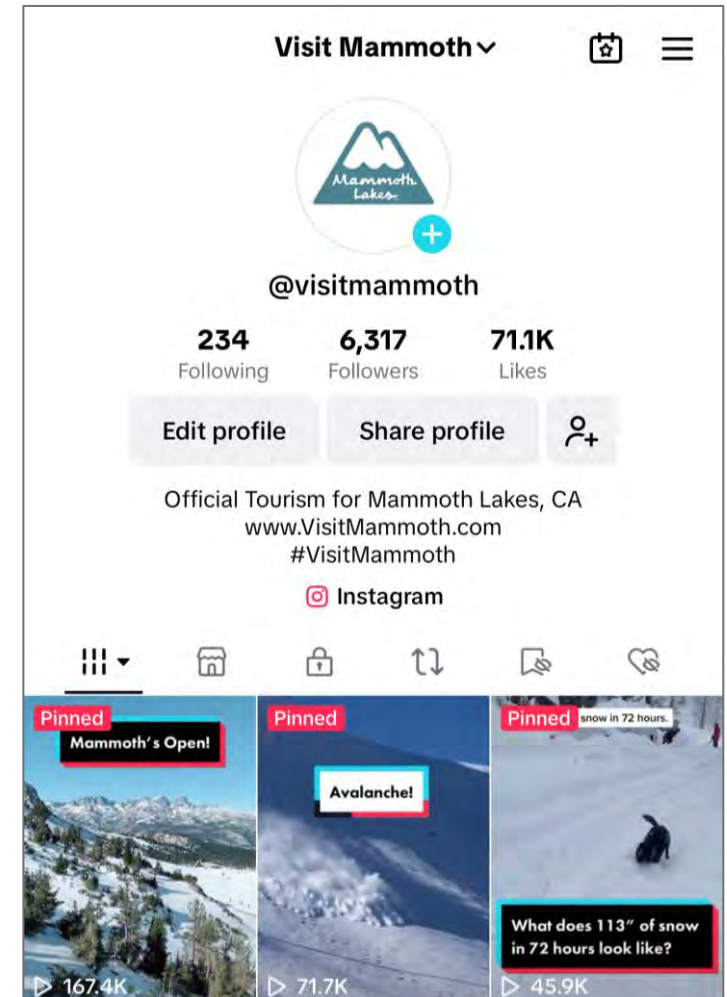 Visit Mammoth
Mammoth
Lakes
@visitmammoth
234 6,317 71.1K
Following Followers Likes
Edit profile Share profile
Official Tourism for Mammoth Lakes, CA
www.VisitMammoth.com
#VisitMammoth
Instagram
Pinned
Mammoth's Open!
167.4K
Pinned
Avalanche!
71.7K
Pinned
snow in 72 hours.
What does 113" of snow
in 72 hours look like?
45.9K